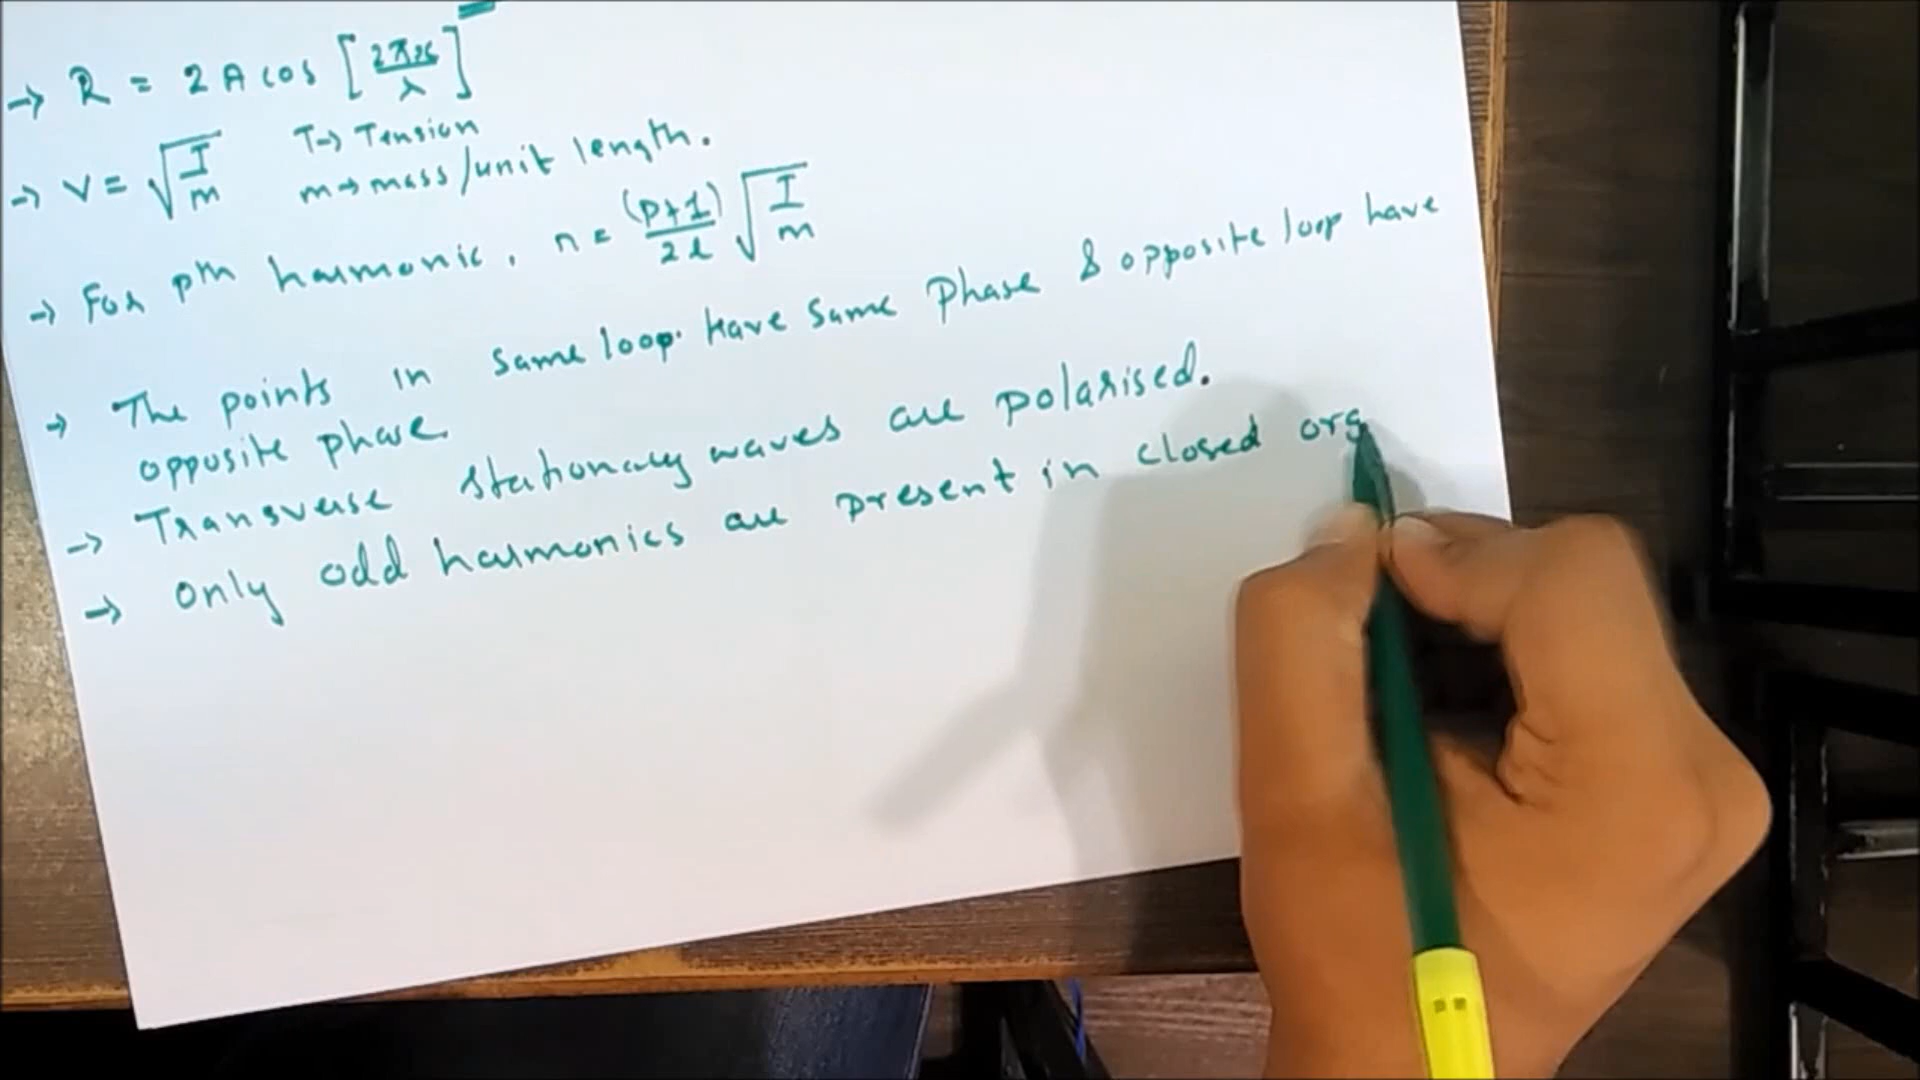 → R = 2 A cos [2πx/λ]
→ V = √(T/m) T→ Tension
m→mass/unit length.
→ For pth harmonic, n = (p+1)/2l √(T/m)
→ The points in same loop. Have same Phase & opposite loop have
opposite phase.
→ Transverse stationary waves are polarised.
→ Only odd harmonics are present in closed org